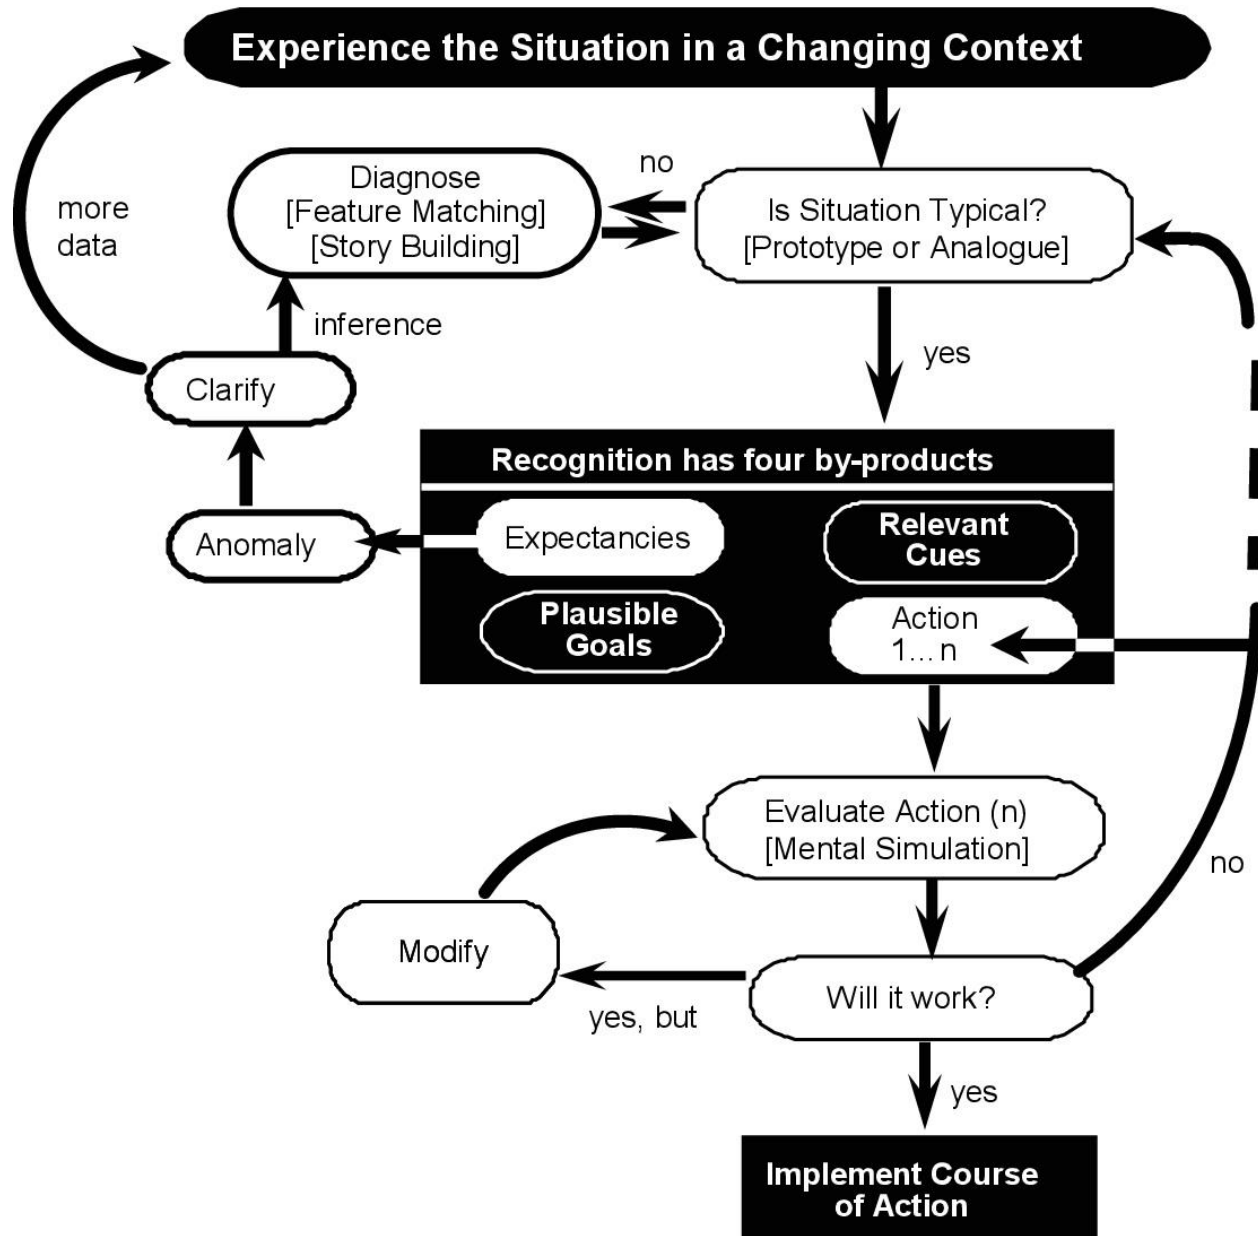 Experience the Situation in a Changing Context
no
Diagnose
[Feature Matching]
[Story Building]
Is Situation Typical?
[Prototype or Analogue]
more
data
inference
yes
Clarify
Recognition has four by-products
Anomaly
Expectancies
Relevant
Cues
Plausible
Goals
Action
1... n
Evaluate Action (n)
[Mental Simulation]
no
Modify
yes, but
Will it work?
yes
Implement Course
of Action